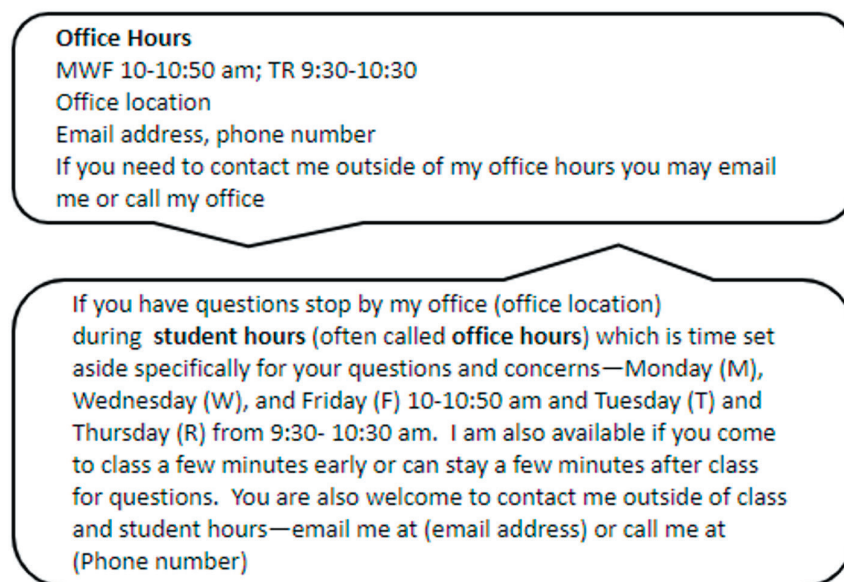 Office Hours
MWF 10-10:50 am; TR 9:30-10:30
Office location
Email address, phone number
If you need to contact me outside of my office hours you may email
me or call my office
If you have questions stop by my office (office location)
during student hours (often called office hours) which is time set
aside specifically for your questions and concerns—Monday (M),
Wednesday (W), and Friday (F) 10-10:50 am and Tuesday (T) and
Thursday (R) from 9:30- 10:30 am. I am also available if you come
to class a few minutes early or can stay a few minutes after class
for questions. You are also welcome to contact me outside of class
and student hours—email me at (email address) or call me at
(Phone number)